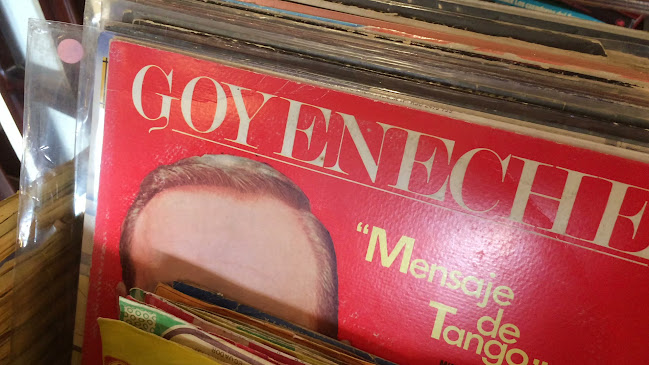 GOYENECHE
"Mensaje
de
Tango"